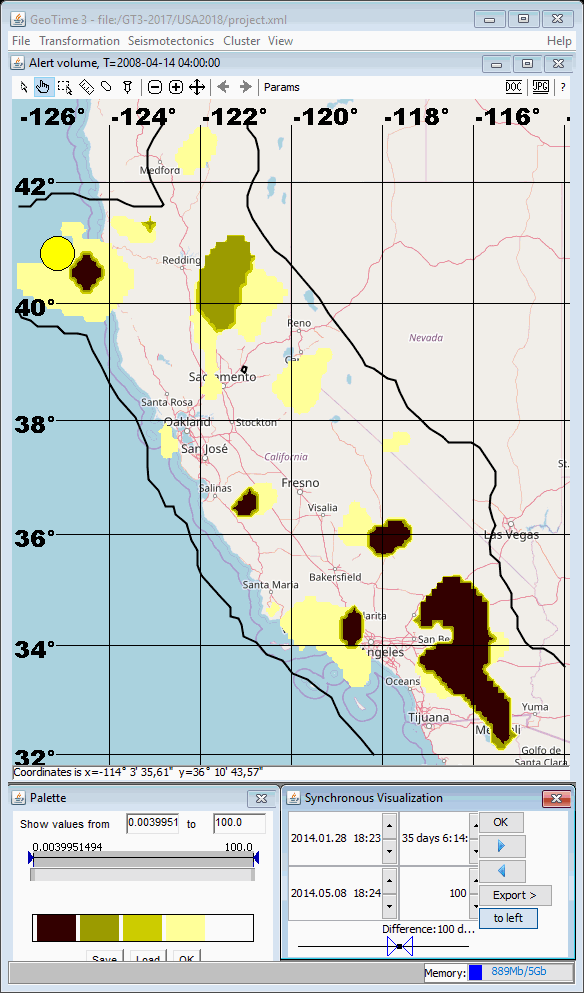 GeoTime 3 - file:/GT3-2017/USA2018/project.xml
File Transformation Seismotectonics Cluster View Help
Alert volume, T=2008-04-14 04:00:00
Params DOC JPG ?
-126° -124° -122° -120° -118° -116°
Medford
42°
Redding
40°
Reno
Nevada
Sacramento
Santa Rosa
38°
Oakland Stockton
San José
California
St.
Fresno
Salinas
Visalia
36°
Las Vegas
Bakersfield
Santa Maria
arita
34°
San Be
ngeles
Oceans
Yuma
Tijuana
Me li
Golfo de
Santa Clara
32°
Coordinates is x=-114° 3' 35,61" y=36° 10' 43,57"
Palette
Show values from 0.0039951 to 100.0
0.0039951494 100.0
Save Load OK
Synchronous Visualization
2014.01.28 18:23 35 days 6:14: OK
2014.05.08 18:24 100
Export >
to left
Difference: 100 d...
Memory: 889Mb/5Gb